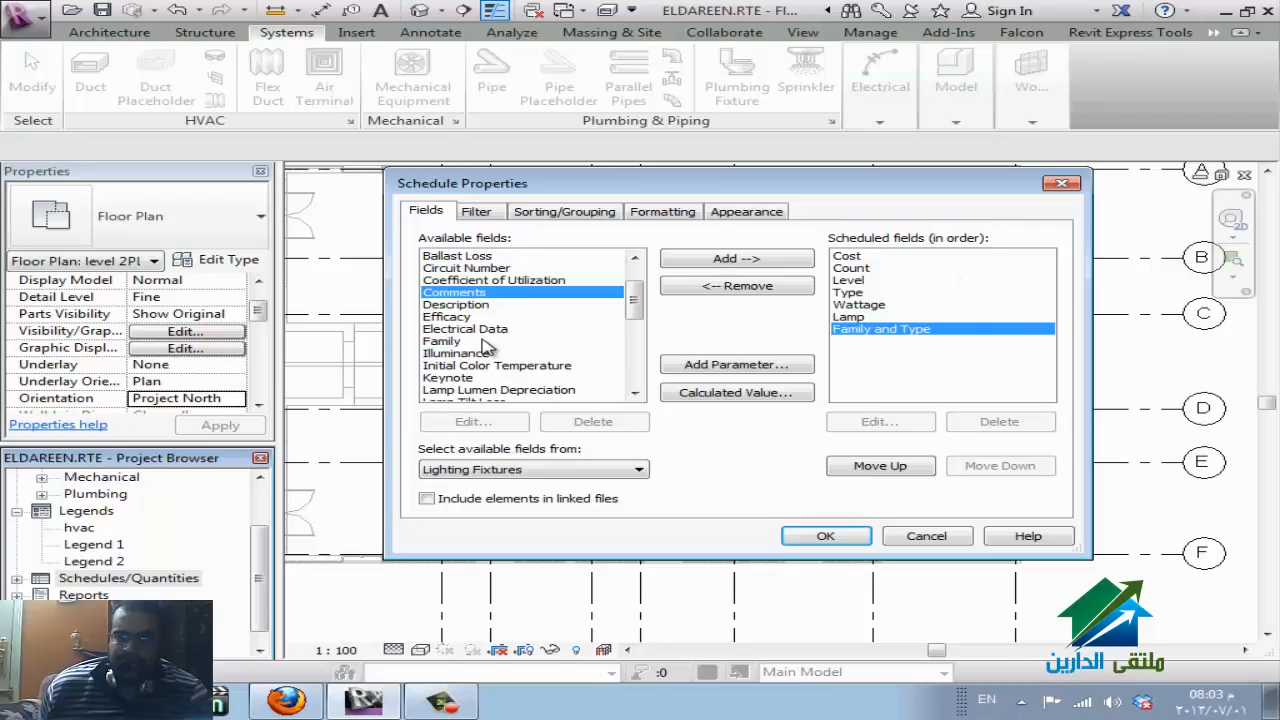 ELDAREEN.RTE - Fl...
Sign In
Architecture Structure Systems Insert Annotate Analyze Massing & Site Collaborate View Manage Add-Ins Falcon Revit Express Tools
Modify
Duct
Duct
Placeholder
Flex
Duct
Air
Terminal
Mechanical
Equipment
Pipe
Pipe
Placeholder
Parallel
Pipes
Plumbing
Fixture
Sprinkler
Electrical
Model
Wo...
Select
HVAC
Mechanical
Plumbing & Piping
Properties
Floor Plan
Floor Plan: level 2PL
Edit Type
Display Model Normal
Detail Level Fine
Parts Visibility Show Original
Visibility/Grap... Edit...
Graphic Displ... Edit...
Underlay None
Underlay Orie... Plan
Orientation Project North
Properties help
Apply
ELDAREEN.RTE - Project Browser
Mechanical
Plumbing
Legends
hvac
Legend 1
Legend 2
Schedules/Quantities
Reports
Schedule Properties
Fields Filter Sorting/Grouping Formatting Appearance
Available fields:
Ballast Loss
Circuit Number
Coefficient of Utilization
Comments
Description
Efficacy
Electrical Data
Family
Illuminance
Initial Color Temperature
Keynote
Lamp Lumen Depreciation
Lamp Tilt Loss
Add -->
<-- Remove
Add Parameter...
Calculated Value...
Scheduled fields (in order):
Cost
Count
Level
Type
Wattage
Lamp
Family and Type
Edit... Delete
Edit... Delete
Select available fields from:
Lighting Fixtures
Move Up Move Down
Include elements in linked files
OK Cancel Help
B
C
D
E
F
2D
1 : 100
:0
Main Model
ملتقى الدارين
EN
08:03 م
٢٠١٣/٠٧/٠١